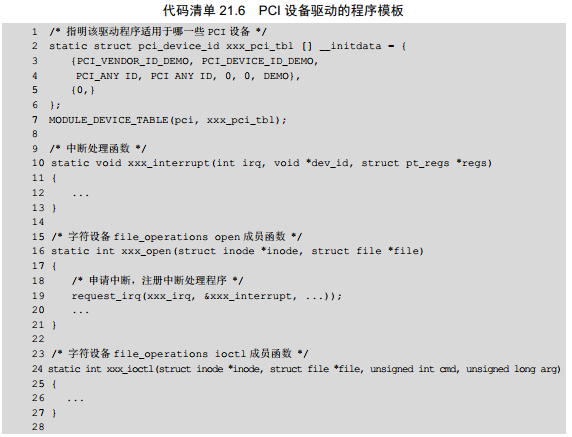 代码清单 21.6 PCI 设备驱动的程序模板
1 /* 指明该驱动程序适用于哪一些 PCI 设备 */
2 static struct pci_device_id xxx_pci_tbl [] __initdata = {
3 {PCI_VENDOR_ID_DEMO, PCI_DEVICE_ID_DEMO,
4 PCI_ANY ID, PCI ANY ID, 0, 0, DEMO},
5 {0,}
6 };
7 MODULE_DEVICE_TABLE(pci, xxx_pci_tbl);
8
9 /* 中断处理函数 */
10 static void xxx_interrupt(int irq, void *dev_id, struct pt_regs *regs)
11 {
12 ...
13 }
14
15 /* 字符设备 file_operations open 成员函数 */
16 static int xxx_open(struct inode *inode, struct file *file)
17 {
18 /* 申请中断，注册中断处理程序 */
19 request_irq(xxx_irq, &xxx_interrupt, ...));
20 ...
21 }
22
23 /* 字符设备 file_operations ioctl 成员函数 */
24 static int xxx_ioctl(struct inode *inode, struct file *file, unsigned int cmd, unsigned long arg)
25 {
26 ...
27 }
28